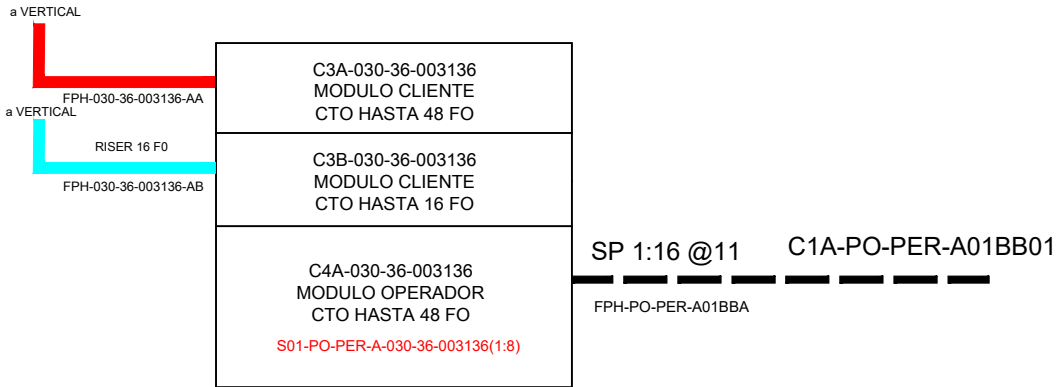 a VERTICAL
FPH-030-36-003136-AA
a VERTICAL
RISER 16 F0
FPH-030-36-003136-AB
C3A-030-36-003136
MODULO CLIENTE
CTO HASTA 48 FO
C3B-030-36-003136
MODULO CLIENTE
CTO HASTA 16 FO
C4A-030-36-003136
MODULO OPERADOR
CTO HASTA 48 FO
S01-PO-PER-A-030-36-003136(1:8)
SP 1:16 @11
C1A-PO-PER-A01BB01
FPH-PO-PER-A01BBA